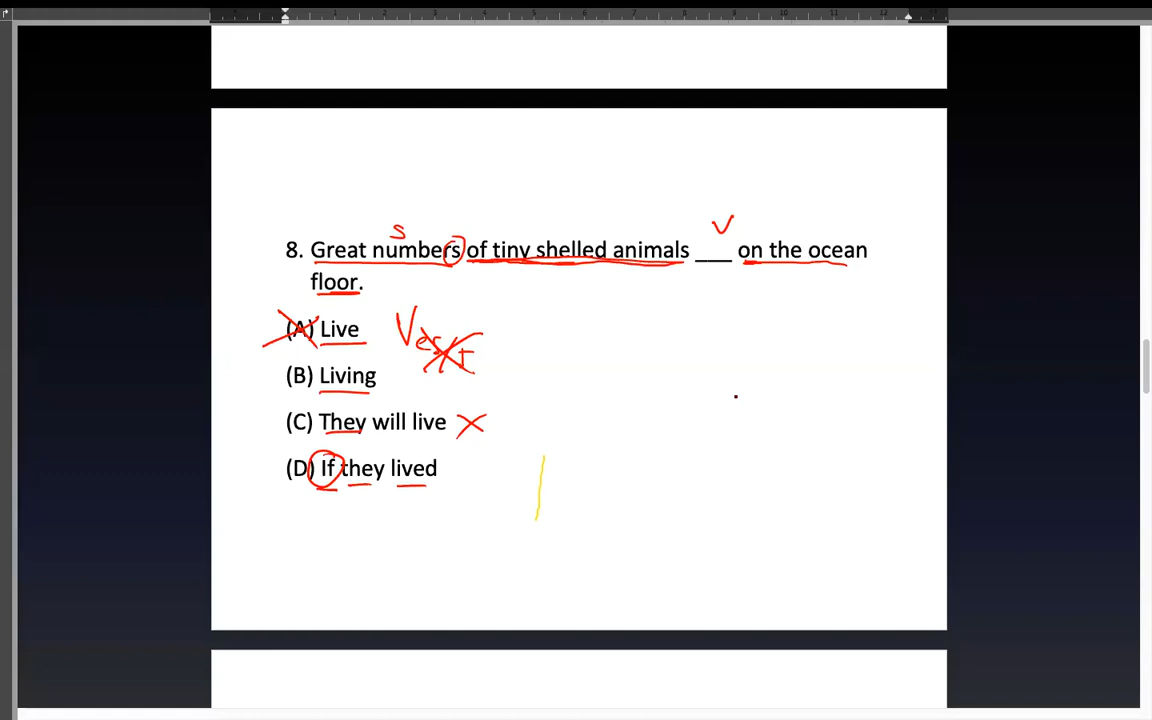 S V
8. Great numbers of tiny shelled animals ___ on the ocean
floor.
(A) Live
(B) Living
(C) They will live
(D) If they lived